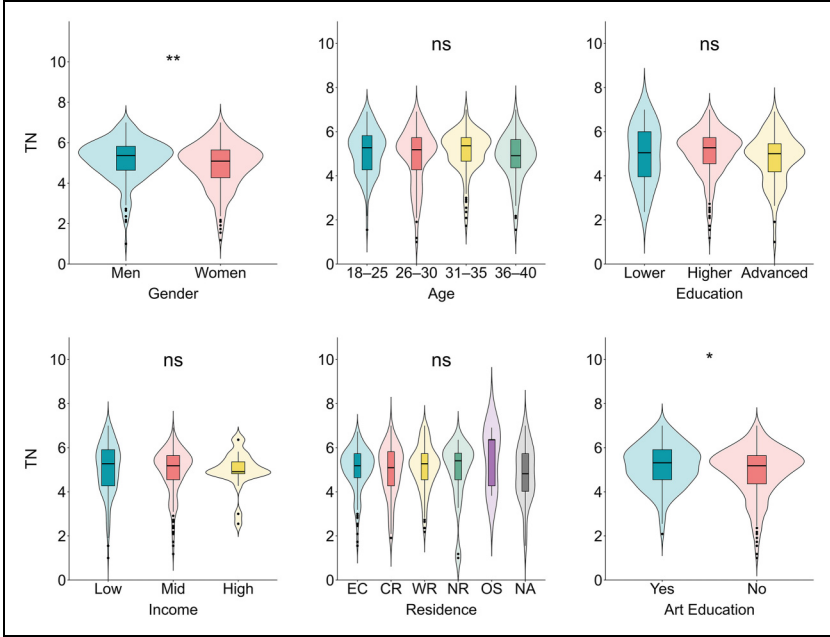 10
8
6
4
2
0
TN
**
Men Women
Gender
10
8
6
4
2
0
ns
18–25 26–30 31–35 36–40
Age
10
8
6
4
2
0
ns
Lower Higher Advanced
Education
10
8
6
4
2
0
TN
ns
Low Mid High
Income
10
8
6
4
2
0
ns
EC CR WR NR OS NA
Residence
10
8
6
4
2
0
*
Yes No
Art Education